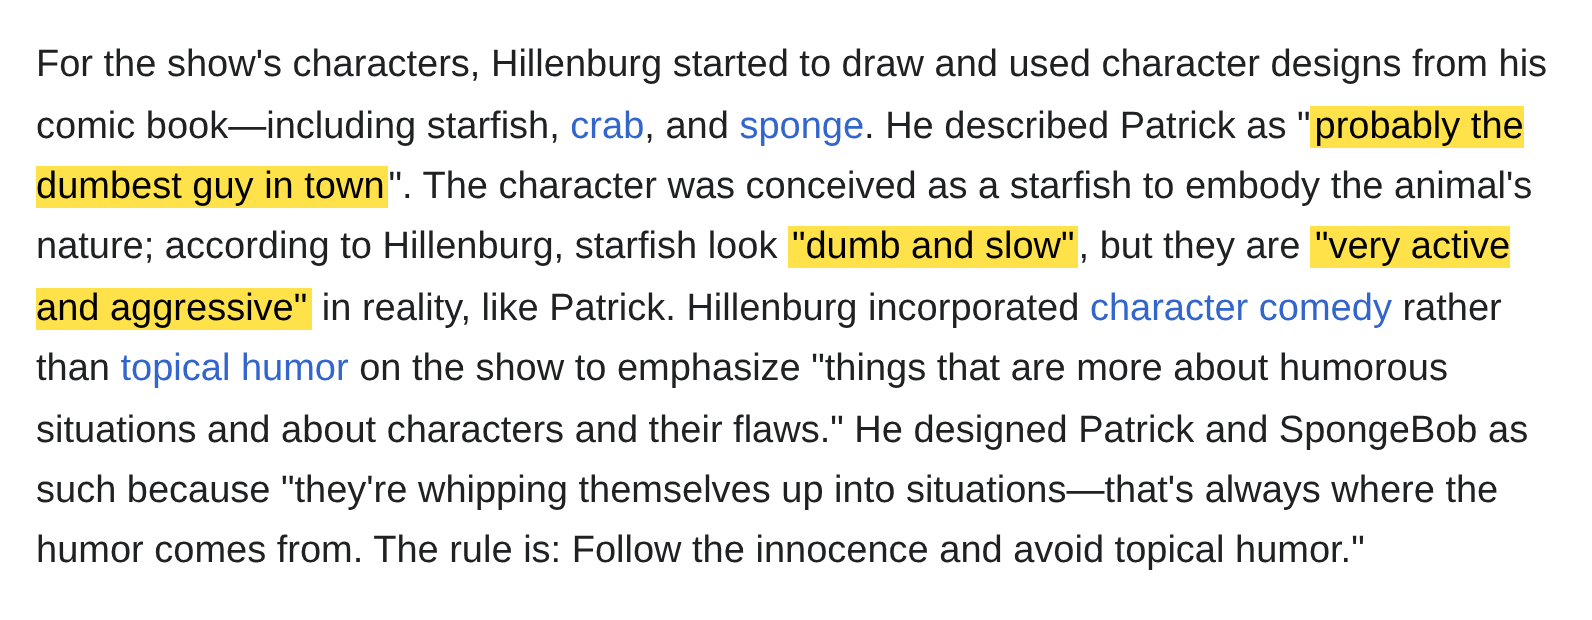 For the show's characters, Hillenburg started to draw and used character designs from his
comic book—including starfish, crab, and sponge. He described Patrick as "probably the
dumbest guy in town". The character was conceived as a starfish to embody the animal's
nature; according to Hillenburg, starfish look "dumb and slow", but they are "very active
and aggressive" in reality, like Patrick. Hillenburg incorporated character comedy rather
than topical humor on the show to emphasize "things that are more about humorous
situations and about characters and their flaws." He designed Patrick and SpongeBob as
such because "they're whipping themselves up into situations—that's always where the
humor comes from. The rule is: Follow the innocence and avoid topical humor."